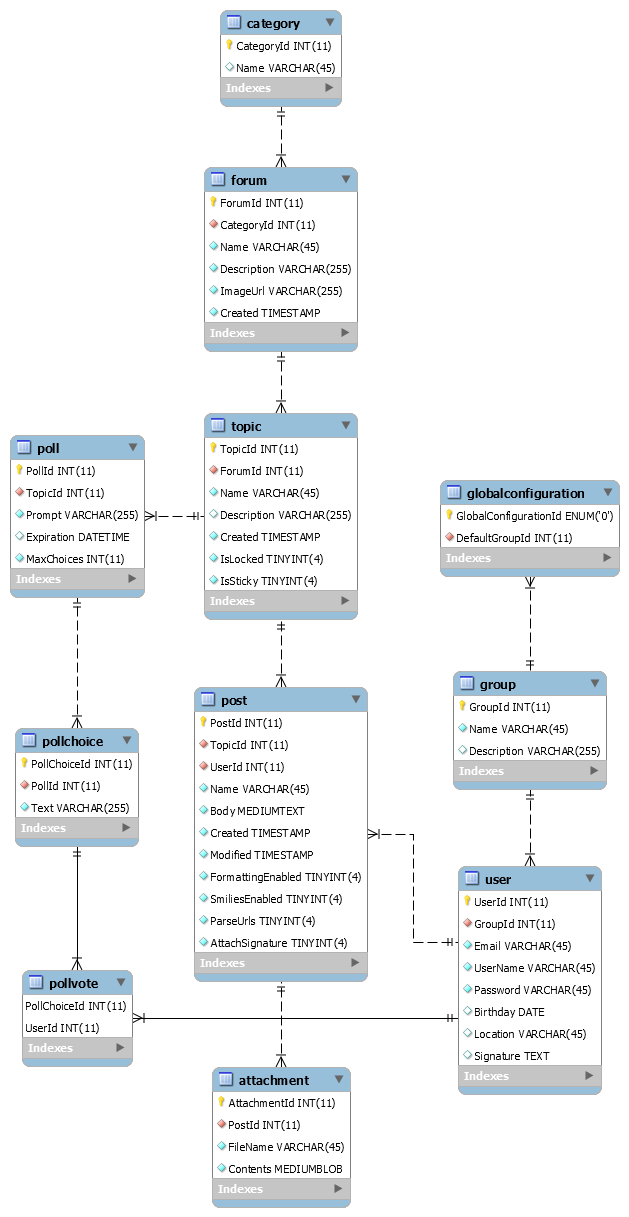 category
CategoryId INT(11)
Name VARCHAR(45)
Indexes
forum
ForumId INT(11)
CategoryId INT(11)
Name VARCHAR(45)
Description VARCHAR(255)
ImageUrl VARCHAR(255)
Created TIMESTAMP
Indexes
topic
TopicId INT(11)
ForumId INT(11)
Name VARCHAR(45)
Description VARCHAR(255)
Created TIMESTAMP
IsLocked TINYINT(4)
IsSticky TINYINT(4)
Indexes
poll
PollId INT(11)
TopicId INT(11)
Prompt VARCHAR(255)
Expiration DATETIME
MaxChoices INT(11)
Indexes
globalconfiguration
GlobalConfigurationId ENUM('0')
DefaultGroupId INT(11)
Indexes
group
GroupId INT(11)
Name VARCHAR(45)
Description VARCHAR(255)
Indexes
post
PostId INT(11)
TopicId INT(11)
UserId INT(11)
Name VARCHAR(45)
Body MEDIUMTEXT
Created TIMESTAMP
Modified TIMESTAMP
FormattingEnabled TINYINT(4)
SmiliesEnabled TINYINT(4)
ParseUrls TINYINT(4)
AttachSignature TINYINT(4)
Indexes
pollchoice
PollChoiceId INT(11)
PollId INT(11)
Text VARCHAR(255)
Indexes
user
UserId INT(11)
GroupId INT(11)
Email VARCHAR(45)
UserName VARCHAR(45)
Password VARCHAR(45)
Birthday DATE
Location VARCHAR(45)
Signature TEXT
Indexes
pollvote
PollChoiceId INT(11)
UserId INT(11)
Indexes
attachment
AttachmentId INT(11)
PostId INT(11)
FileName VARCHAR(45)
Contents MEDIUMBLOB
Indexes